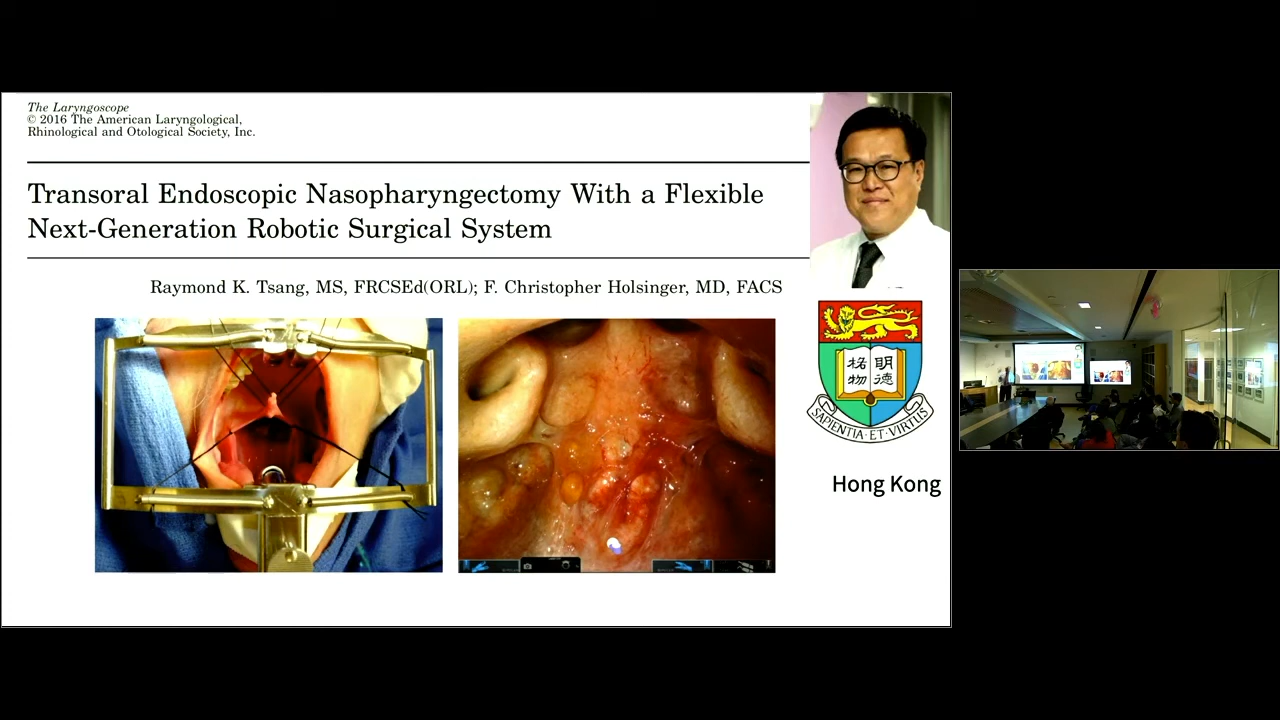 The Laryngoscope
© 2016 The American Laryngological,
Rhinological and Otological Society, Inc.
Transoral Endoscopic Nasopharyngectomy With a Flexible
Next-Generation Robotic Surgical System
Raymond K. Tsang, MS, FRCSEd(ORL); F. Christopher Holsinger, MD, FACS
明德
格物
SAPIENTIA·ET·VIRTUS
Hong Kong